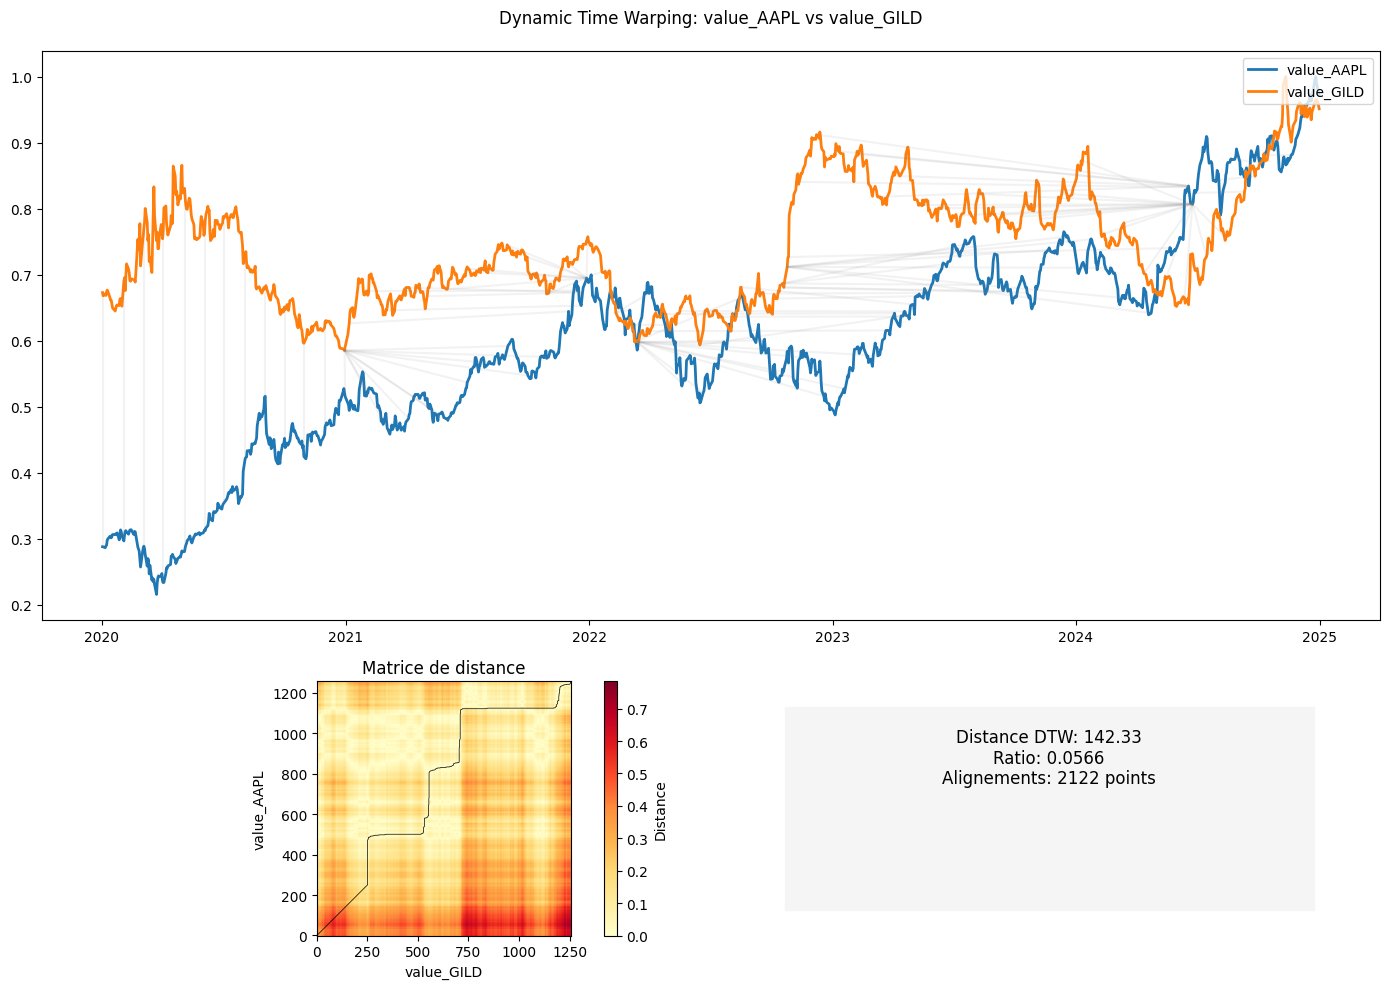 Dynamic Time Warping: value_AAPL vs value_GILD
value_AAPL
value_GILD
1.0
0.9
0.8
0.7
0.6
0.5
0.4
0.3
0.2
2020 2021 2022 2023 2024 2025
Matrice de distance
value_AAPL
1200
1000
800
600
400
200
0
0 250 500 750 1000 1250
value_GILD
0.7
0.6
0.5
0.4
0.3
0.2
0.1
0.0
Distance
Distance DTW: 142.33
Ratio: 0.0566
Alignements: 2122 points